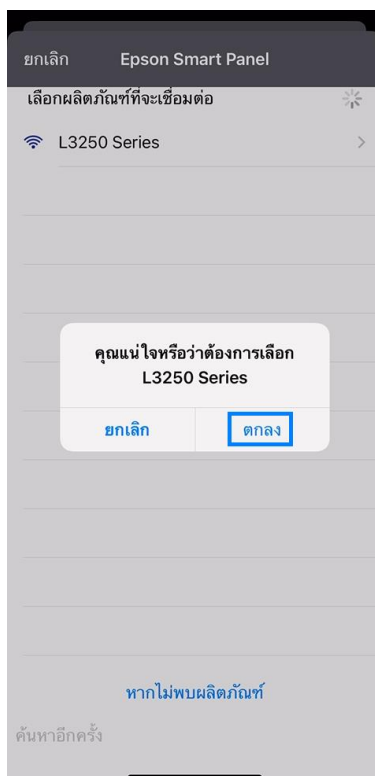 ยกเลิก Epson Smart Panel
เลือกผลิตภัณฑ์ที่จะเชื่อมต่อ
L3250 Series
คุณแน่ใจหรือว่าต้องการเลือก
L3250 Series
ยกเลิก ตกลง
หากไม่พบผลิตภัณฑ์
ค้นหาอีกครั้ง